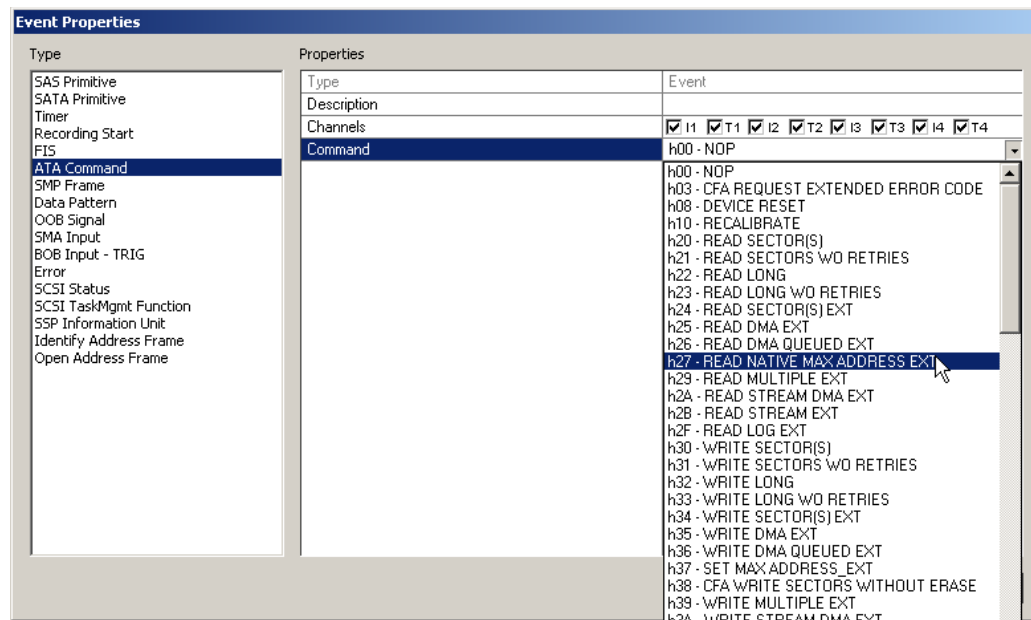 Event Properties
Type
Properties
SAS Primitive
SATA Primitive
Timer
Recording Start
FIS
ATA Command
SMP Frame
Data Pattern
OOB Signal
SMA Input
BOB Input - TRIG
Error
SCSI Status
SCSI TaskMgmt Function
SSP Information Unit
Identify Address Frame
Open Address Frame
Type Event
Description
Channels I1 T1 I2 T2 I3 T3 I4 T4
Command h00 - NOP
h00 - NOP
h03 - CFA REQUEST EXTENDED ERROR CODE
h08 - DEVICE RESET
h10 - RECALIBRATE
h20 - READ SECTOR(S)
h21 - READ SECTORS WO RETRIES
h22 - READ LONG
h23 - READ LONG WO RETRIES
h24 - READ SECTOR(S) EXT
h25 - READ DMA EXT
h26 - READ DMA QUEUED EXT
h27 - READ NATIVE MAX ADDRESS EXT
h29 - READ MULTIPLE EXT
h2A - READ STREAM DMA EXT
h2B - READ STREAM EXT
h2F - READ LOG EXT
h30 - WRITE SECTOR(S)
h31 - WRITE SECTORS WO RETRIES
h32 - WRITE LONG
h33 - WRITE LONG WO RETRIES
h34 - WRITE SECTOR(S) EXT
h35 - WRITE DMA EXT
h36 - WRITE DMA QUEUED EXT
h37 - SET MAX ADDRESS_EXT
h38 - CFA WRITE SECTORS WITHOUT ERASE
h39 - WRITE MULTIPLE EXT
h3A - WRITE STREAM DMA EXT